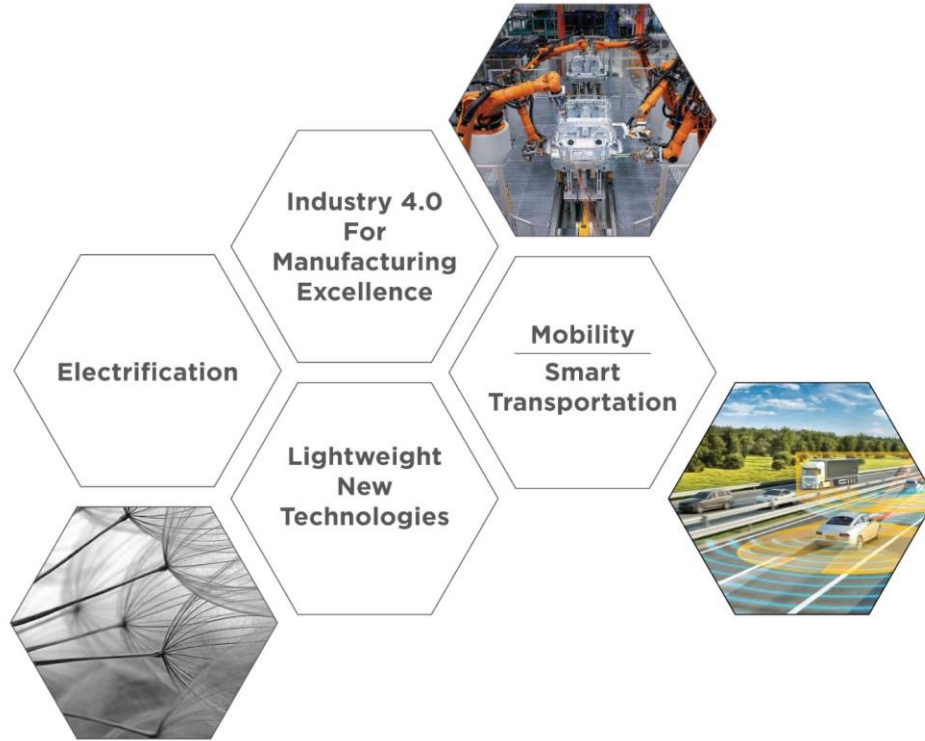 Industry 4.0
For
Manufacturing
Excellence
Electrification
Mobility
Smart
Transportation
Lightweight
New
Technologies